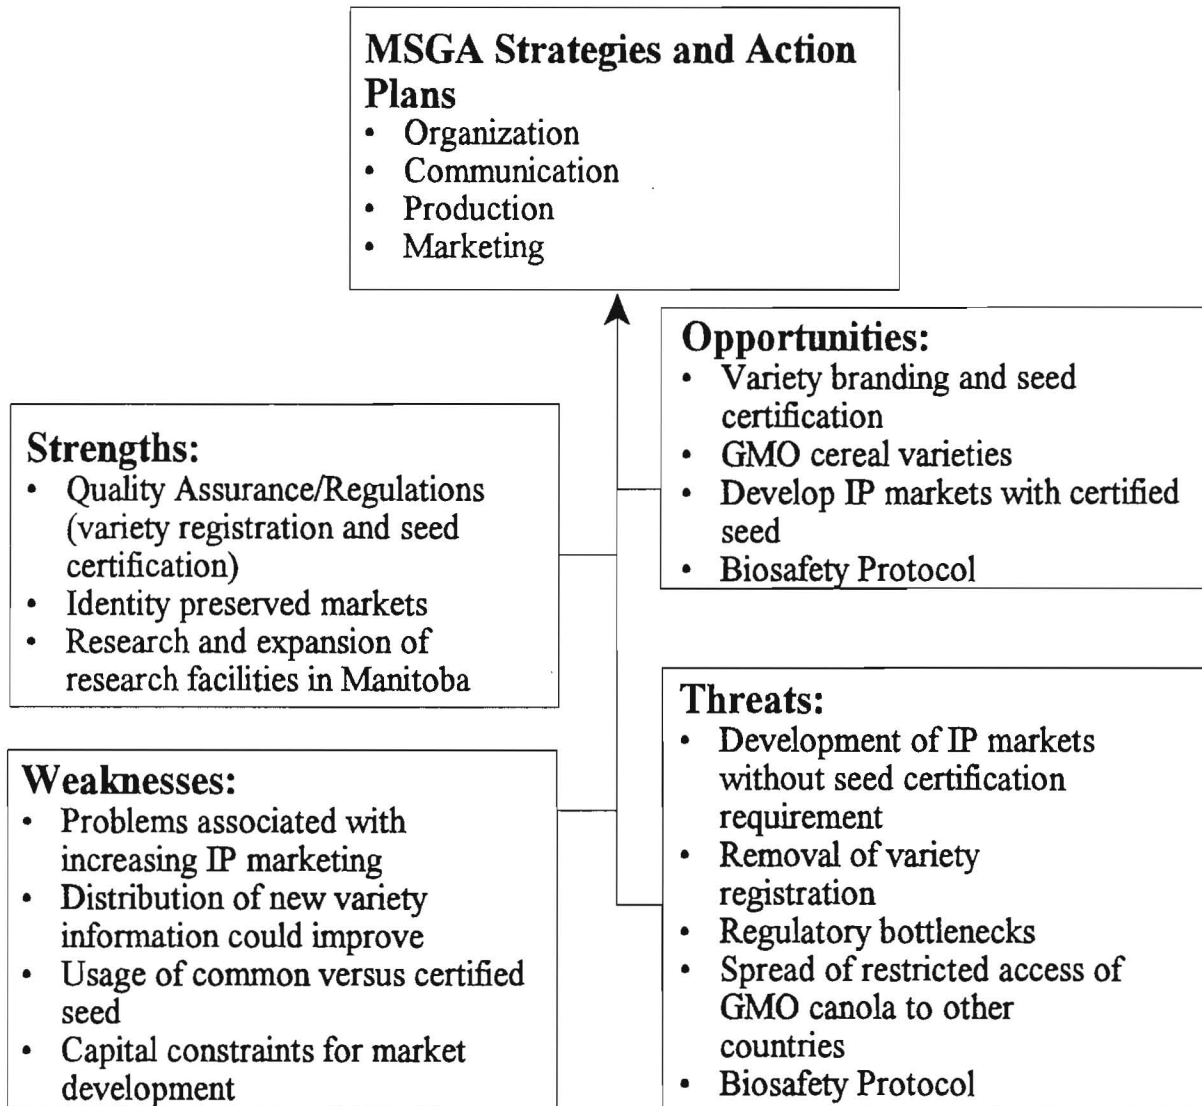 MSGA Strategies and Action
Plans
• Organization
• Communication
• Production
• Marketing
Opportunities:
• Variety branding and seed
certification
• GMO cereal varieties
• Develop IP markets with certified
seed
• Biosafety Protocol
Strengths:
• Quality Assurance/Regulations
(variety registration and seed
certification)
• Identity preserved markets
• Research and expansion of
research facilities in Manitoba
Threats:
• Development of IP markets
without seed certification
requirement
• Removal of variety
registration
• Regulatory bottlenecks
• Spread of restricted access of
GMO canola to other
countries
• Biosafety Protocol
Weaknesses:
• Problems associated with
increasing IP marketing
• Distribution of new variety
information could improve
• Usage of common versus certified
seed
• Capital constraints for market
development